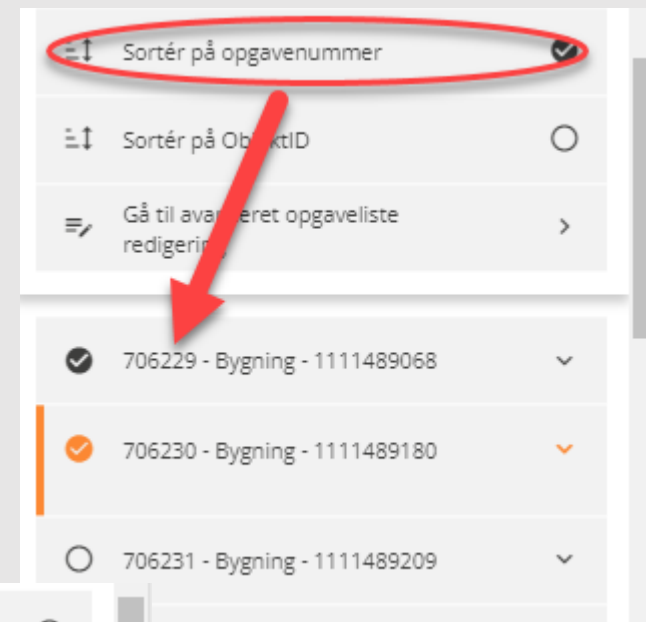 Sortér på opgavenummer
Sortér på ObjektID
Gå til avanceret opgaveliste
redigering
706229 - Bygning - 1111489068
706230 - Bygning - 1111489180
706231 - Bygning - 1111489209